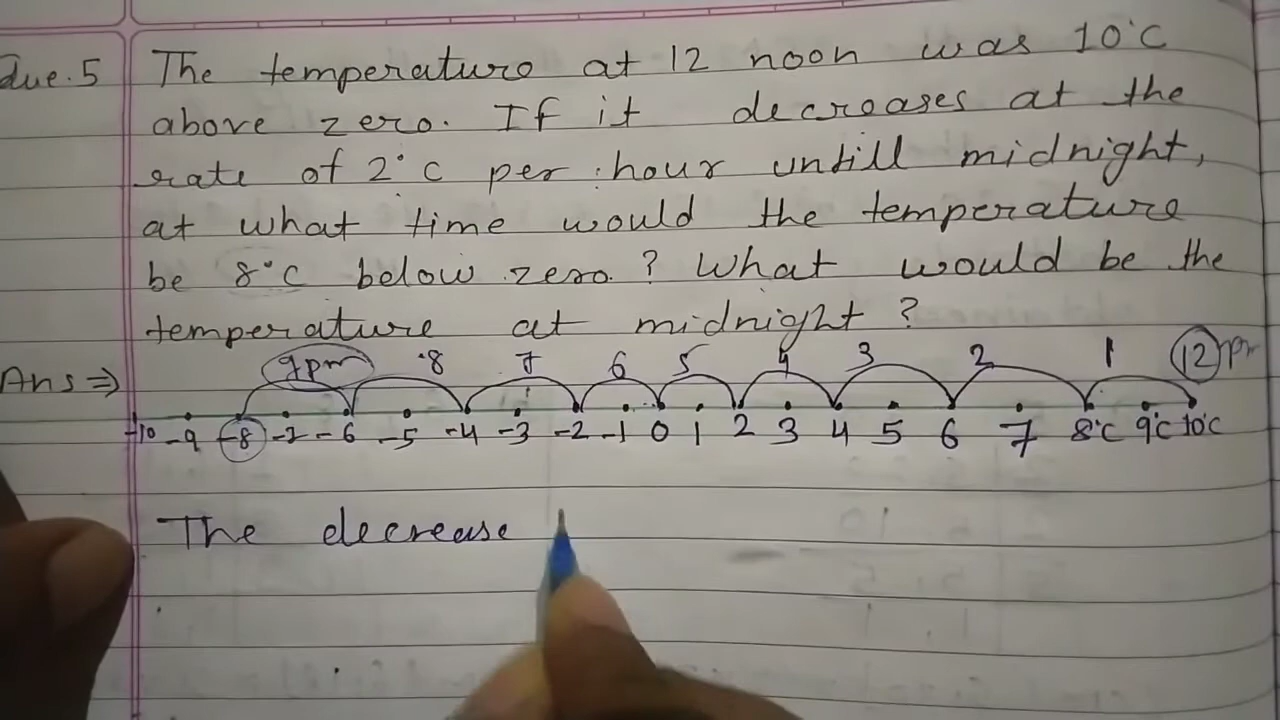 Que.5 The temperature at 12 noon was 10°C
above zero. If it decreases at the
rate of 2°C per hour untill midnight,
at what time would the temperature
be 8°C below zero? What would be the
temperature at midnight?
Ans ⇒ 9pm 8 7 6 5 4 3 2 1 12 pm
-10 -9 -8 -7 -6 -5 -4 -3 -2 -1 0 1 2 3 4 5 6 7 8°C 9°C 10°C
The decrease